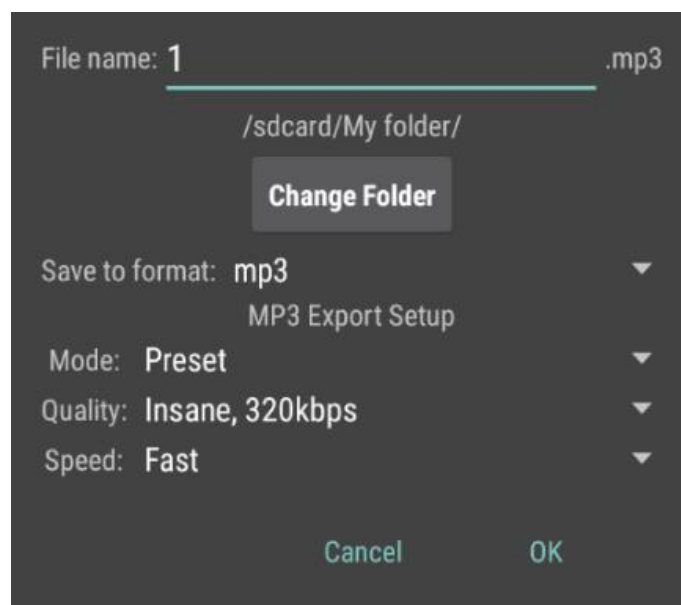 File name: 1 .mp3
/sdcard/My folder/
Change Folder
Save to format: mp3
MP3 Export Setup
Mode: Preset
Quality: Insane, 320kbps
Speed: Fast
Cancel OK